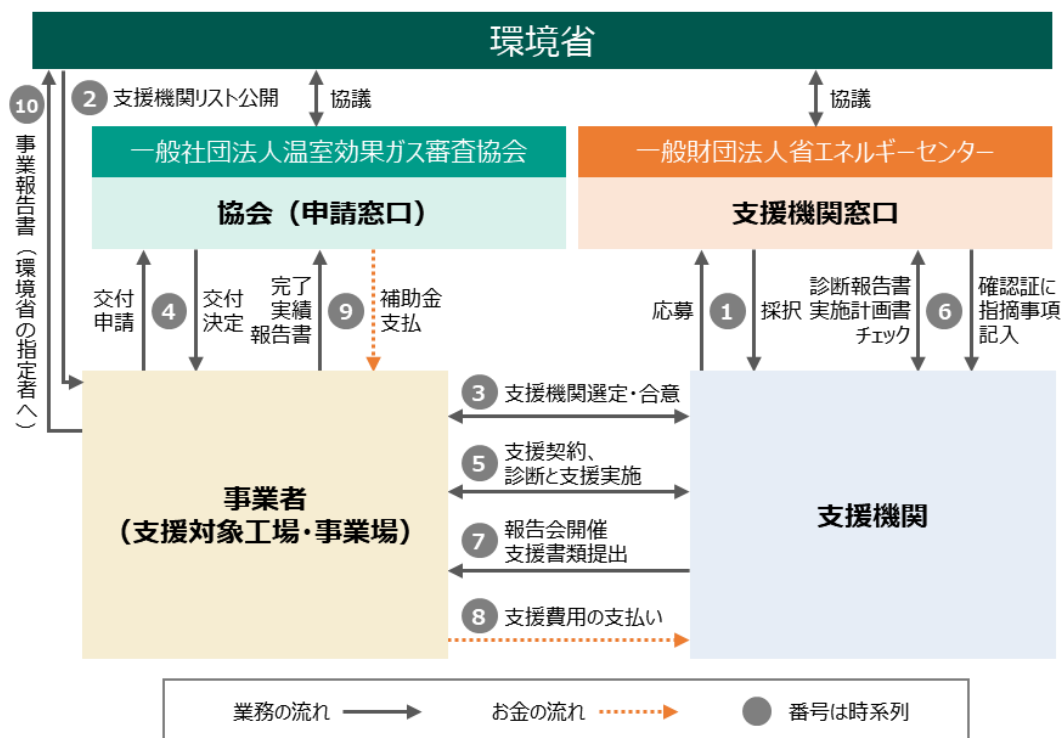 環境省
② 支援機関リスト公開
協議
協議
⑩
事業報告書（環境省の指定者へ）
一般社団法人温室効果ガス審査協会
協会（申請窓口）
一般財団法人省エネルギーセンター
支援機関窓口
交付
申請
④
交付
決定
完了
実績
報告書
⑨
補助金
支払
応募
①
採択
診断報告書
実施計画書
チェック
⑥
確認証に
指摘事項
記入
③ 支援機関選定・合意
⑤ 支援契約、
診断と支援実施
⑦ 報告会開催
支援書類提出
⑧ 支援費用の支払い
事業者
（支援対象工場・事業場）
支援機関
業務の流れ
お金の流れ
番号は時系列